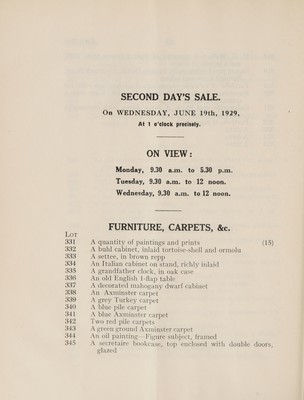 SECOND DAY'S SALE.
On WEDNESDAY, JUNE 19th, 1929,
At 1 o'clock precisely.
ON VIEW:
Monday, 9.30 a.m. to 5.30 p.m.
Tuesday, 9.30 a.m. to 12 noon.
Wednesday, 9.30 a.m. to 12 noon.
FURNITURE, CARPETS, &c.
LOT
331 A quantity of paintings and prints (15)
332 A buhl cabinet, inlaid tortoise-shell and ormolu
333 A settee, in brown repp
334 An Italian cabinet on stand, richly inlaid
335 A grandfather clock, in oak case
336 An old English 1-flap table
337 A decorated mahogany dwarf cabinet
338 An Axminster carpet
339 A grey Turkey carpet
340 A blue pile carpet
341 A blue Axminster carpet
342 Two red pile carpets
343 A green ground Axminster carpet
344 An oil painting—Figure subject, framed
345 A secretaire bookcase, top enclosed with double doors,
glazed